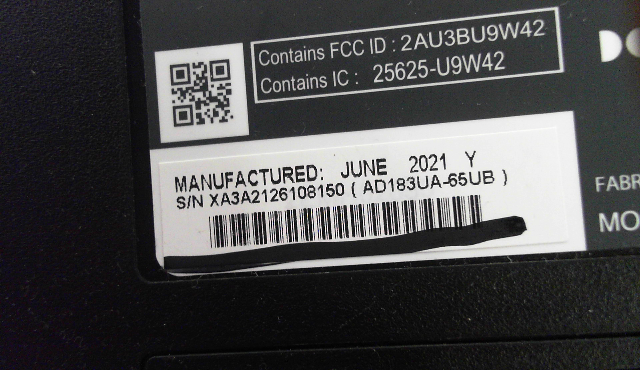 Contains FCC ID : 2AU3BU9W42
Contains IC : 25625-U9W42
MANUFACTURED: JUNE 2021 Y
S/N XA3A2126108150 ( AD183UA-65UB )
FABR
MO